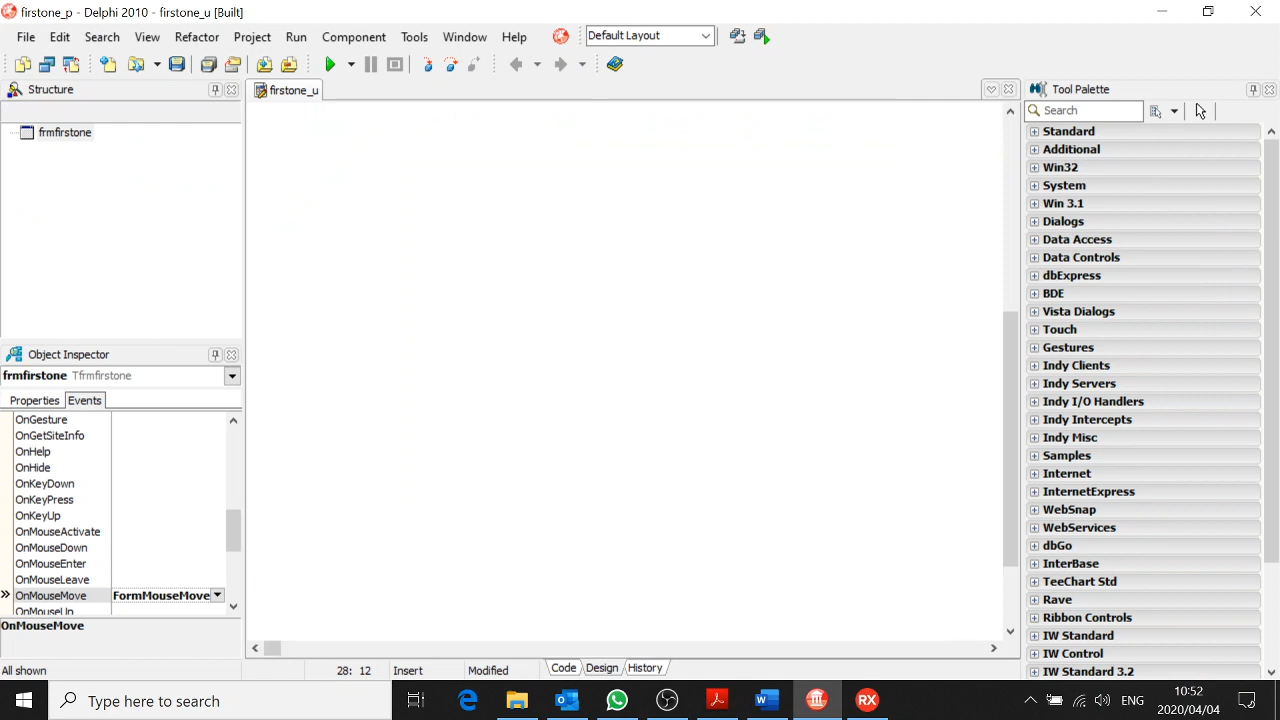 firstone_p - Delphi 2010 - firstone_u [Built]
File Edit Search View Refactor Project Run Component Tools Window Help Default Layout
Structure
frmfirstone
Object Inspector
frmfirstone Tfrmfirstone
Properties Events
OnGesture
OnGetSiteInfo
OnHelp
OnHide
OnKeyDown
OnKeyPress
OnKeyUp
OnMouseActivate
OnMouseDown
OnMouseEnter
OnMouseLeave
OnMouseMove FormMouseMove
OnMouseUp
OnMouseMove
All shown
firstone_u
28: 12 Insert Modified Code Design History
Tool Palette
Search
Standard
Additional
Win32
System
Win 3.1
Dialogs
Data Access
Data Controls
dbExpress
BDE
Vista Dialogs
Touch
Gestures
Indy Clients
Indy Servers
Indy I/O Handlers
Indy Intercepts
Indy Misc
Samples
Internet
InternetExpress
WebSnap
WebServices
dbGo
InterBase
TeeChart Std
Rave
Ribbon Controls
IW Standard
IW Control
IW Standard 3.2
Type here to search
RX
ENG
10:52
2020/04/04